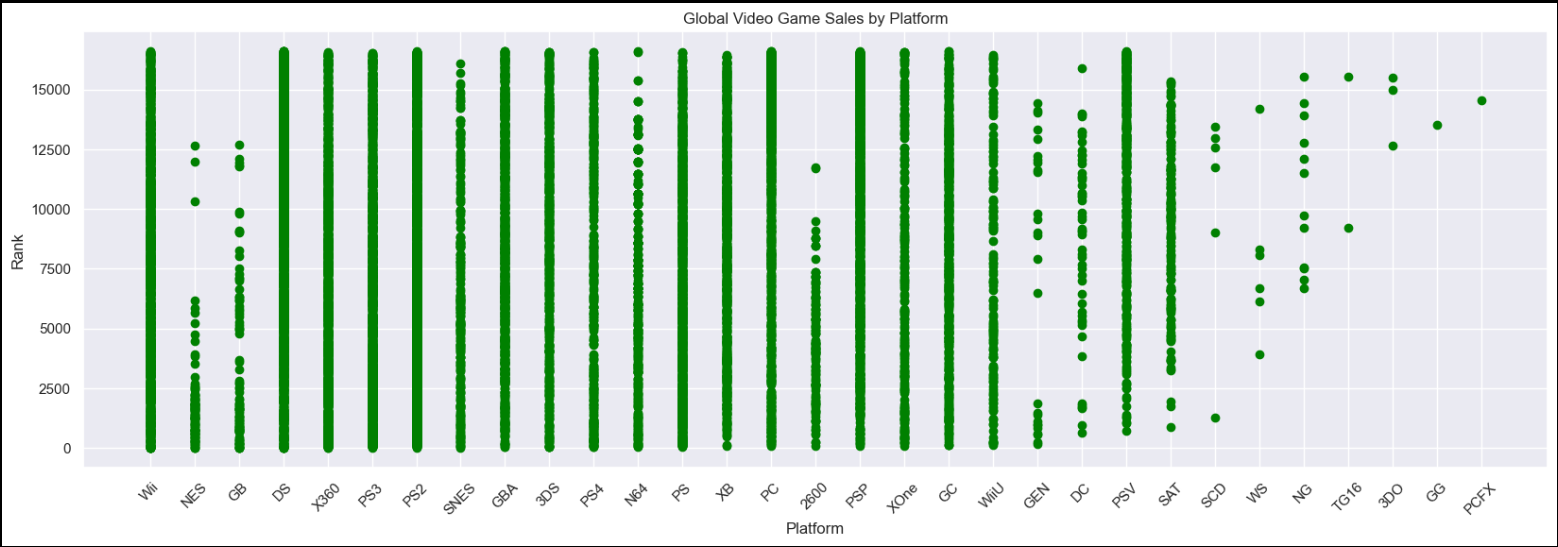 Global Video Game Sales by Platform
Rank
15000
12500
10000
7500
5000
2500
0
Wii
NES
GB
DS
X360
PS3
PS2
SNES
GBA
3DS
PS4
N64
PS
XB
PC
2600
PSP
XOne
GC
WiiU
GEN
DC
PSV
SAT
SCD
WS
NG
TG16
3DO
GG
PCFX
Platform